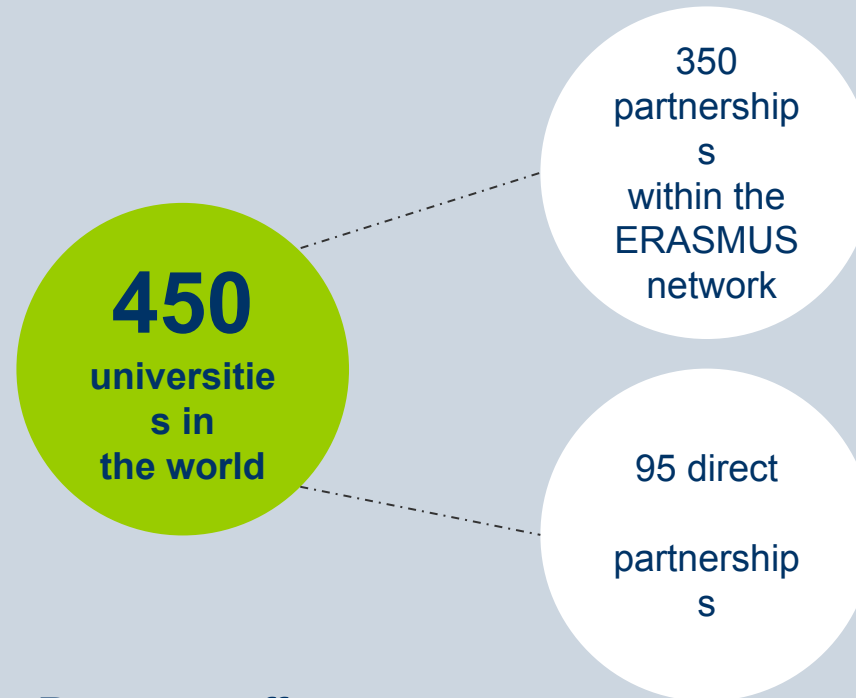 450
universitie
s in
the world
350
partnership
s
within the
ERASMUS
network
95 direct
partnership
s